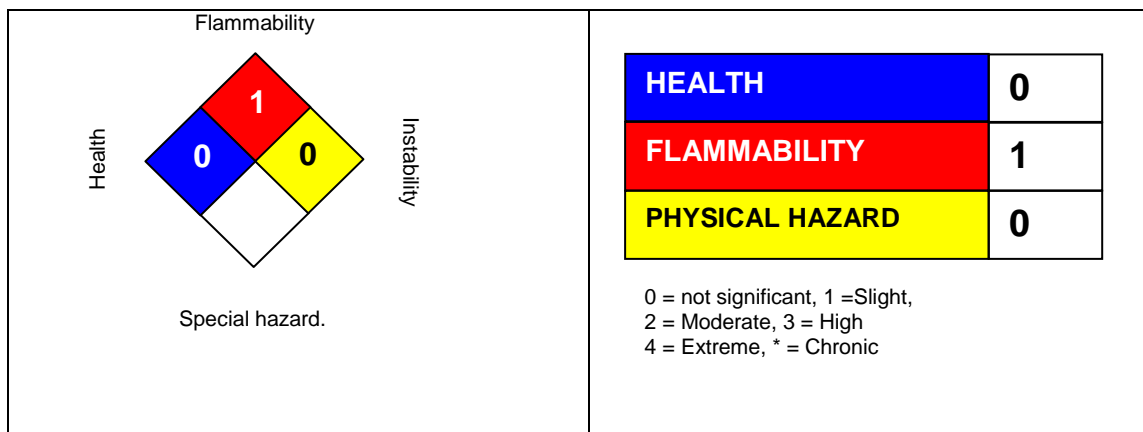 Flammability
1
Health
0
0
Instability
Special hazard.
HEALTH 0
FLAMMABILITY 1
PHYSICAL HAZARD 0
0 = not significant, 1 =Slight,
2 = Moderate, 3 = High
4 = Extreme, * = Chronic